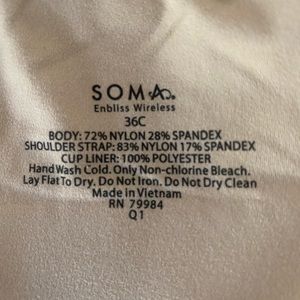 SOMA
Enbliss Wireless
36C
BODY: 72% NYLON 28% SPANDEX
SHOULDER STRAP: 83% NYLON 17% SPANDEX
CUP LINER: 100% POLYESTER
Hand Wash Cold. Only Non-chlorine Bleach.
Lay Flat To Dry. Do Not Iron. Do Not Dry Clean
Made in Vietnam
RN 79984
Q1